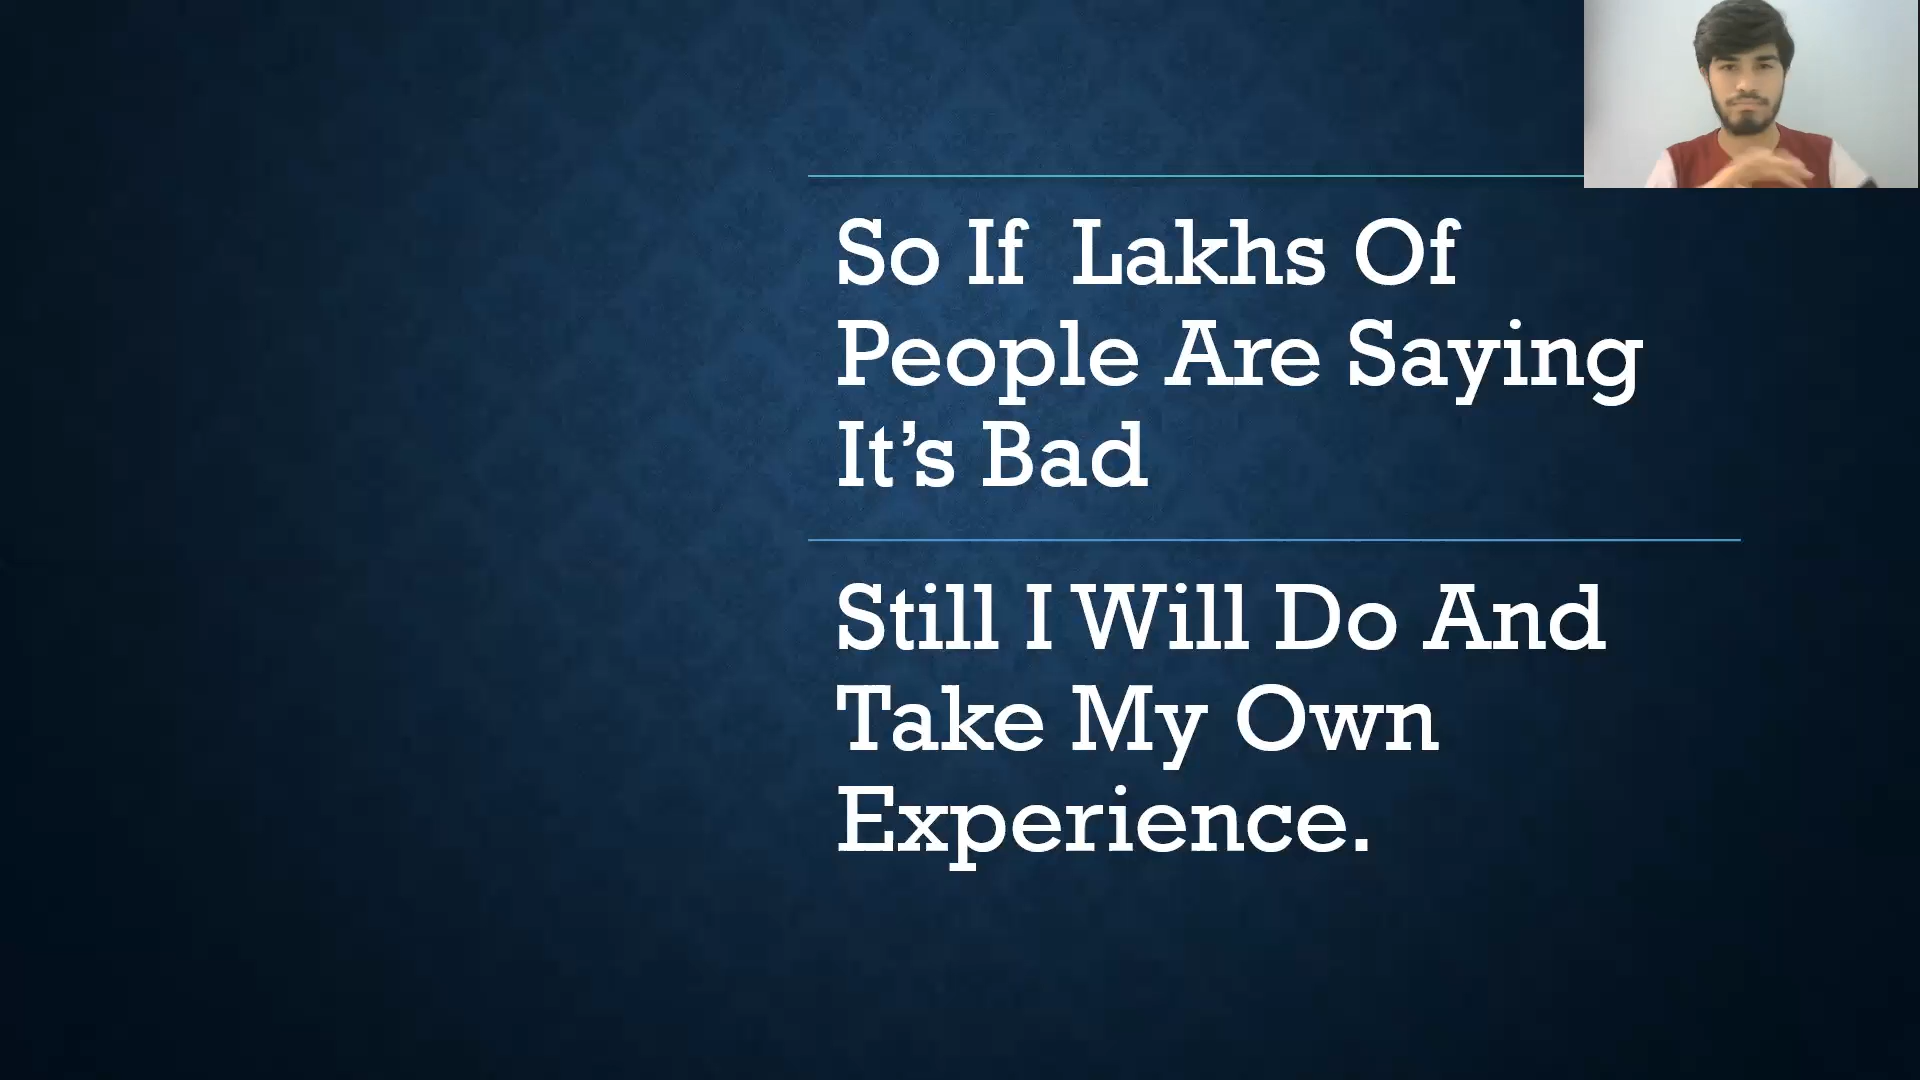 So If  Lakhs Of
People Are Saying
It’s Bad
Still I Will Do And
Take My Own
Experience.